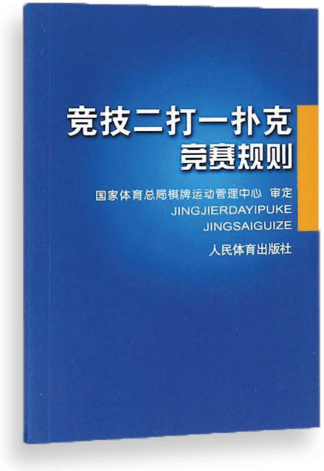 竞技二打一扑克
竞赛规则
国家体育总局棋牌运动管理中心 审定
JINGJIERDAYIPUKE
JINGSAIGUIZE
人民体育出版社